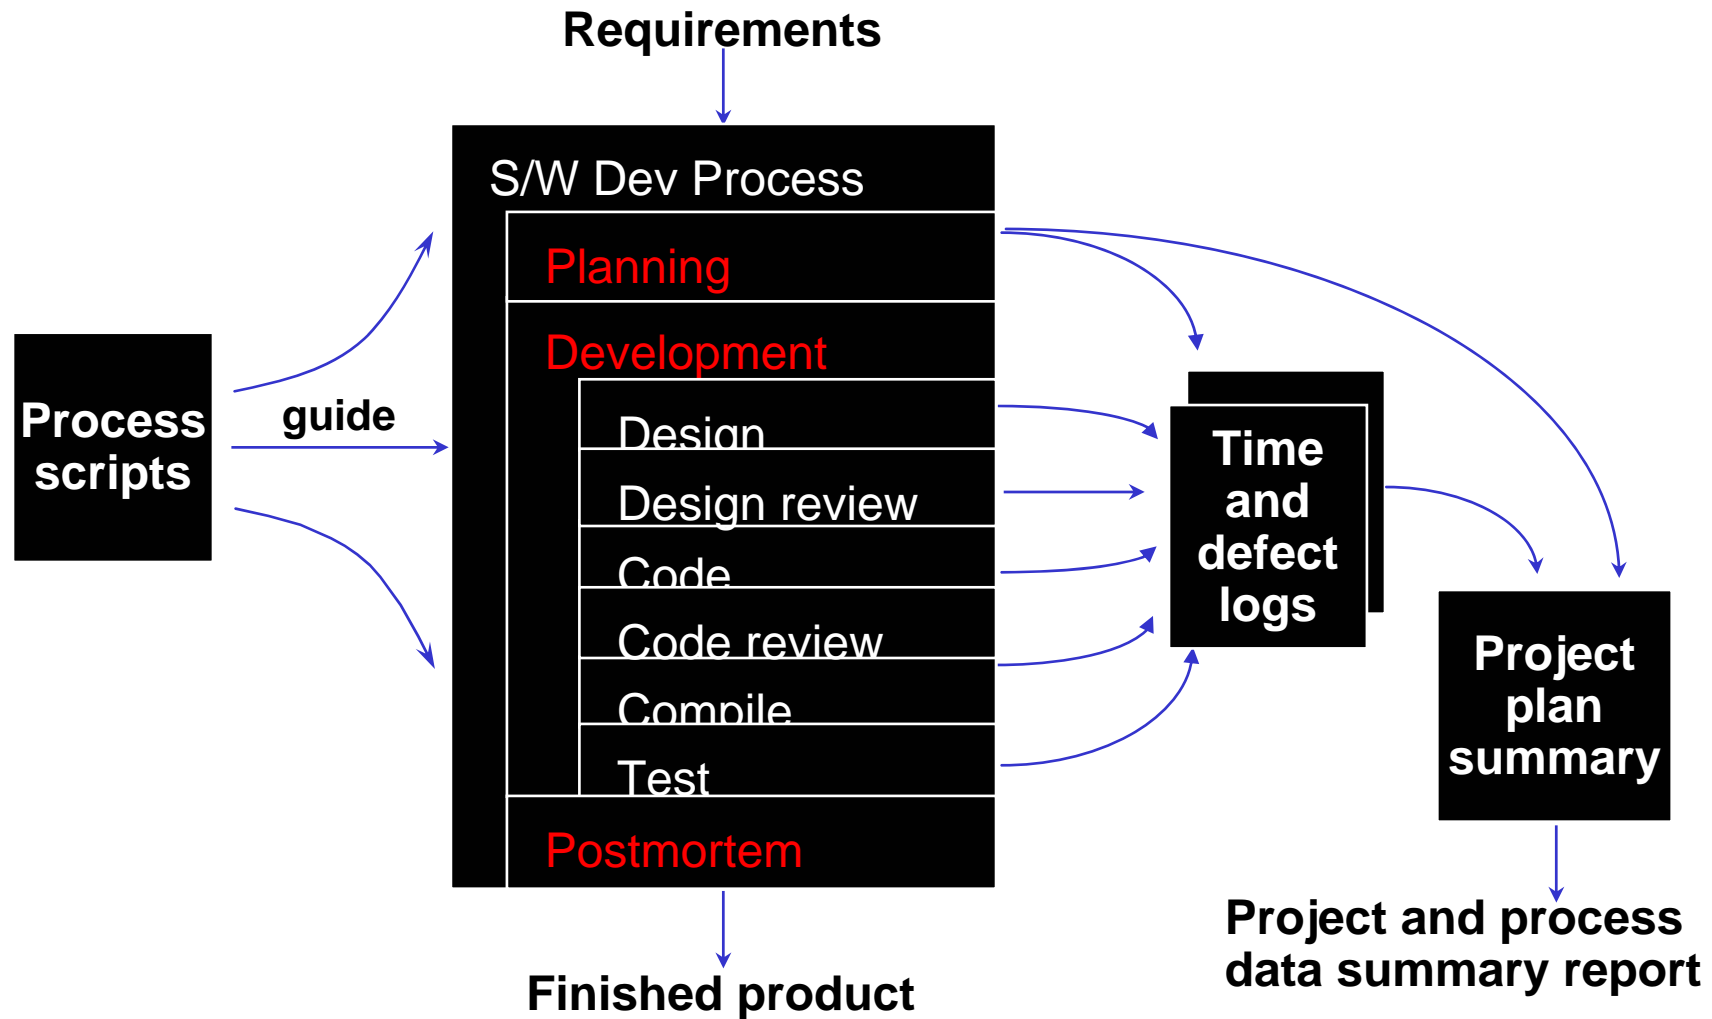 Requirements
S/W Dev Process
Planning
Development
Design
Design review
Code
Code review
Compile
Test
Postmortem
Process
scripts
guide
Time
and
defect
logs
Project
plan
summary
Finished product
Project and process
data summary report